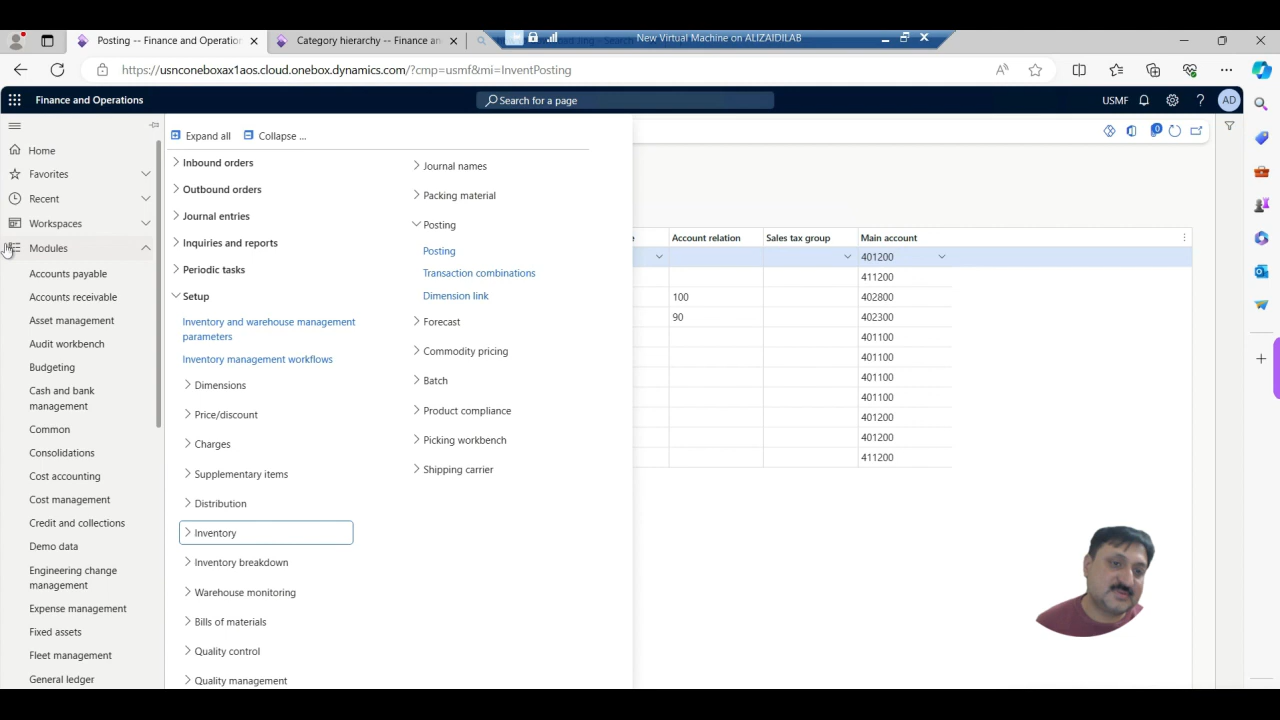 Posting -- Finance and Operation
Category hierarchy -- Finance an
New Virtual Machine on ALIZAIDILAB
https://usnconeboxax1aos.cloud.onebox.dynamics.com/?cmp=usmf&mi=InventPosting
Finance and Operations
Search for a page
USMF
AD
Home
Favorites
Recent
Workspaces
Modules
Accounts payable
Accounts receivable
Asset management
Audit workbench
Budgeting
Cash and bank
management
Common
Consolidations
Cost accounting
Cost management
Credit and collections
Demo data
Engineering change
management
Expense management
Fixed assets
Fleet management
General ledger
Expand all
Collapse ...
Inbound orders
Outbound orders
Journal entries
Inquiries and reports
Periodic tasks
Setup
Inventory and warehouse management
parameters
Inventory management workflows
Dimensions
Price/discount
Charges
Supplementary items
Distribution
Inventory
Inventory breakdown
Warehouse monitoring
Bills of materials
Quality control
Quality management
Journal names
Packing material
Posting
Posting
Transaction combinations
Dimension link
Forecast
Commodity pricing
Batch
Product compliance
Picking workbench
Shipping carrier
0
e
Account relation
Sales tax group
Main account
401200
411200
100
402800
90
402300
401100
401100
401100
401100
401200
401200
411200